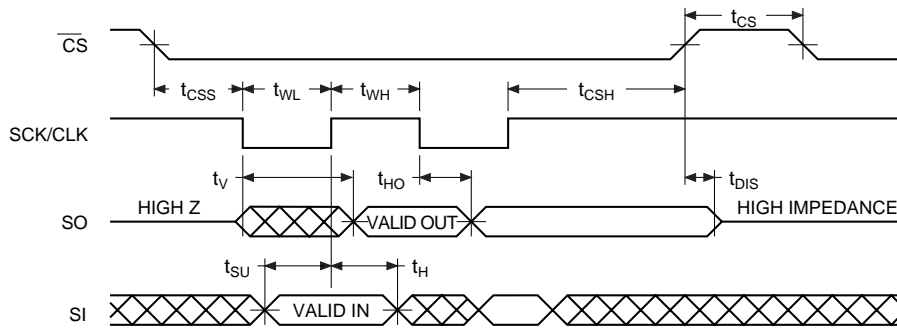 t_CS
C̅S̅
t_CSS t_WL t_WH t_CSH
SCK/CLK
t_V t_HO t_DIS
HIGH Z VALID OUT HIGH IMPEDANCE
SO
t_SU t_H
SI VALID IN